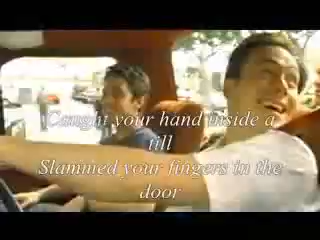 Caught your hand inside a
till
Slammed your fingers in the
door